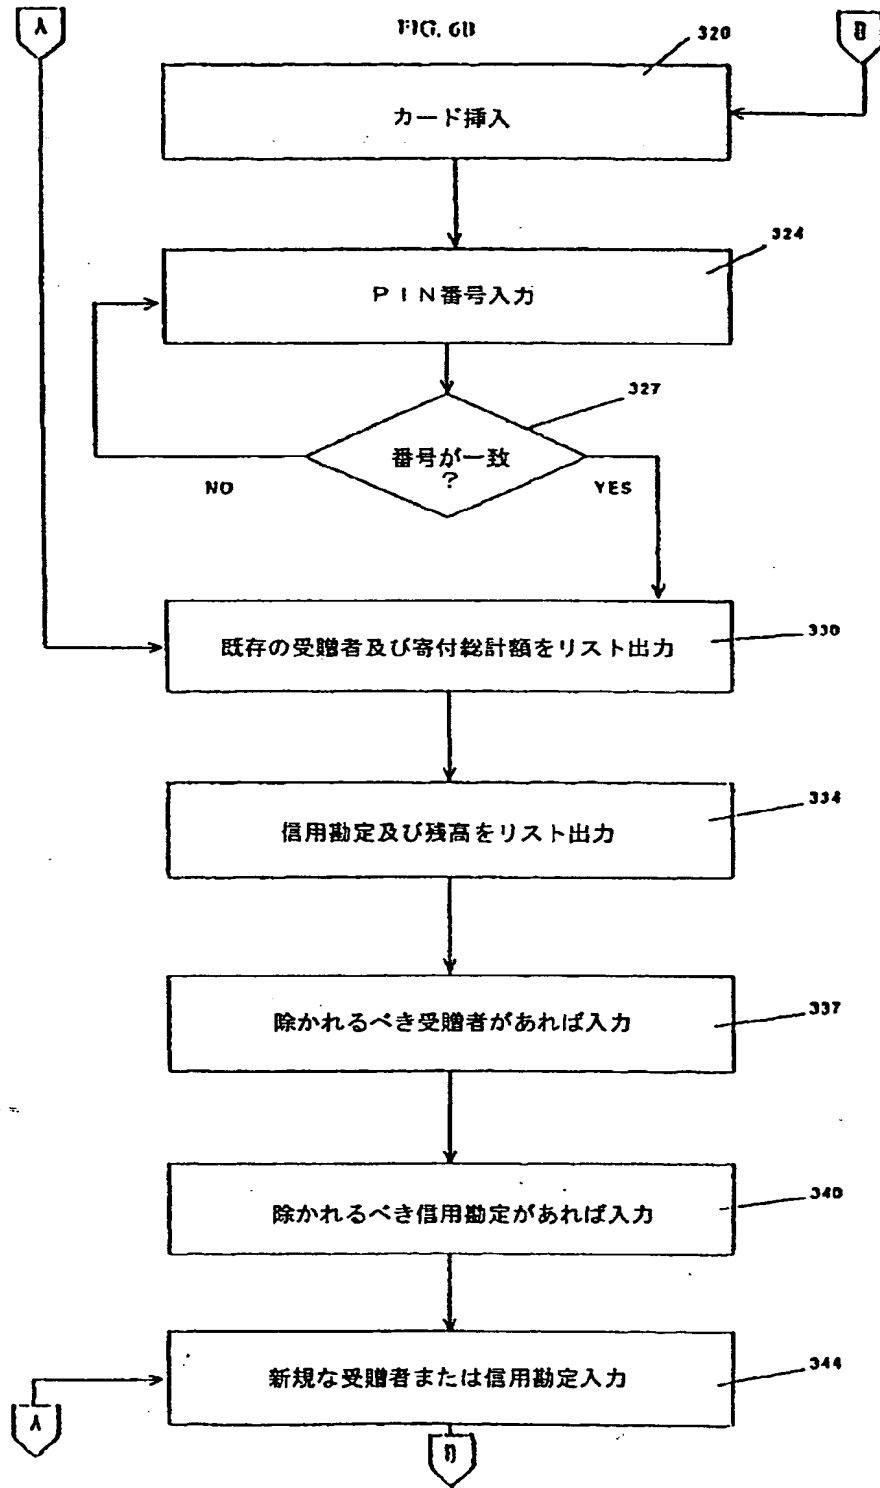 A
FIG. 6B
320
B
カード挿入
324
PIN番号入力
327
番号が一致
?
NO
YES
330
既存の受贈者及び寄付総計額をリスト出力
334
信用勘定及び残高をリスト出力
337
除かれるべき受贈者があれば入力
340
除かれるべき信用勘定があれば入力
344
新規な受贈者または信用勘定入力
A